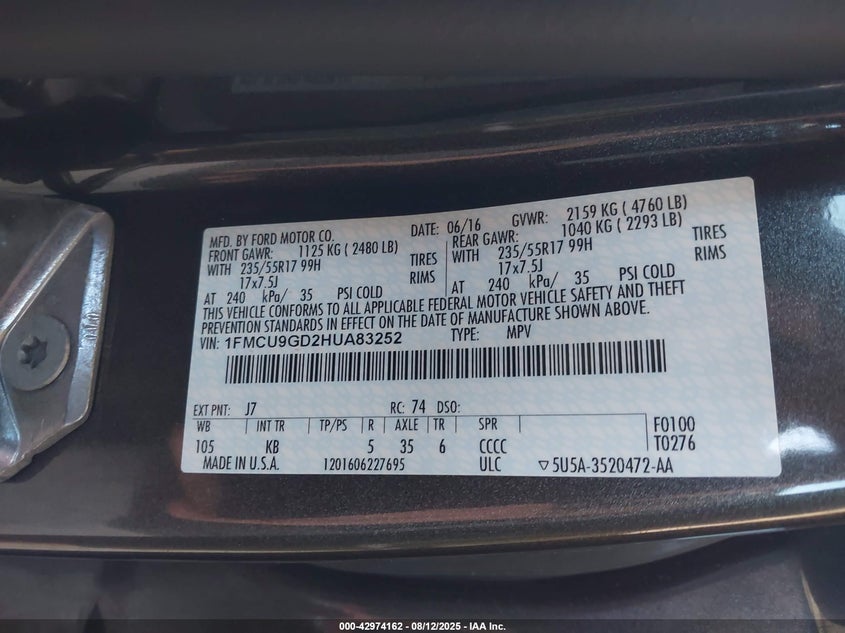 MFD. BY FORD MOTOR CO. DATE: 06/16 GVWR: 2159 KG ( 4760 LB)
FRONT GAWR: 1125 KG ( 2480 LB) REAR GAWR: 1040 KG ( 2293 LB)
WITH 235/55R17 99H TIRES WITH 235/55R17 99H TIRES
17x7.5J RIMS 17x7.5J RIMS
AT 240 kPa/ 35 PSI COLD AT 240 kPa/ 35 PSI COLD
THIS VEHICLE CONFORMS TO ALL APPLICABLE FEDERAL MOTOR VEHICLE SAFETY AND THEFT
PREVENTION STANDARDS IN EFFECT ON THE DATE OF MANUFACTURE SHOWN ABOVE.
VIN: 1FMCU9GD2HUA83252 TYPE: MPV
EXT PNT: J7 RC: 74 DSO:
WB INT TR TP/PS R AXLE TR SPR F0100
105 KB 5 35 6 CCCC T0276
MADE IN U.S.A. 1201606227695 ULC ▽5U5A-3520472-AA
000-42974162 - 08/12/2025 - IAA Inc.